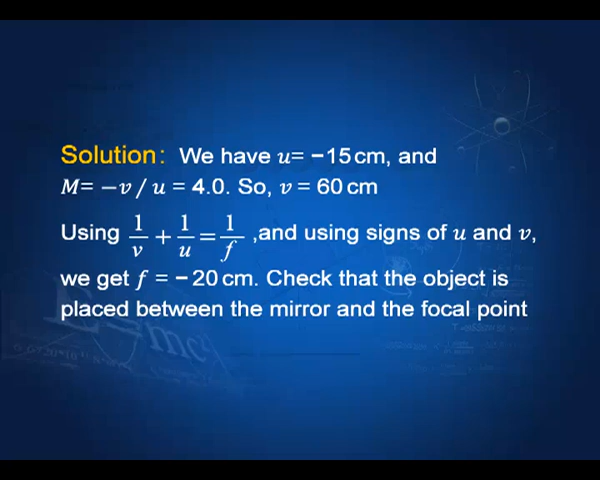 Solution: We have u= −15 cm, and
M= −v / u = 4.0. So, v = 60 cm
Using 1/v + 1/u = 1/f ,and using signs of u and v,
we get f = − 20 cm. Check that the object is
placed between the mirror and the focal point